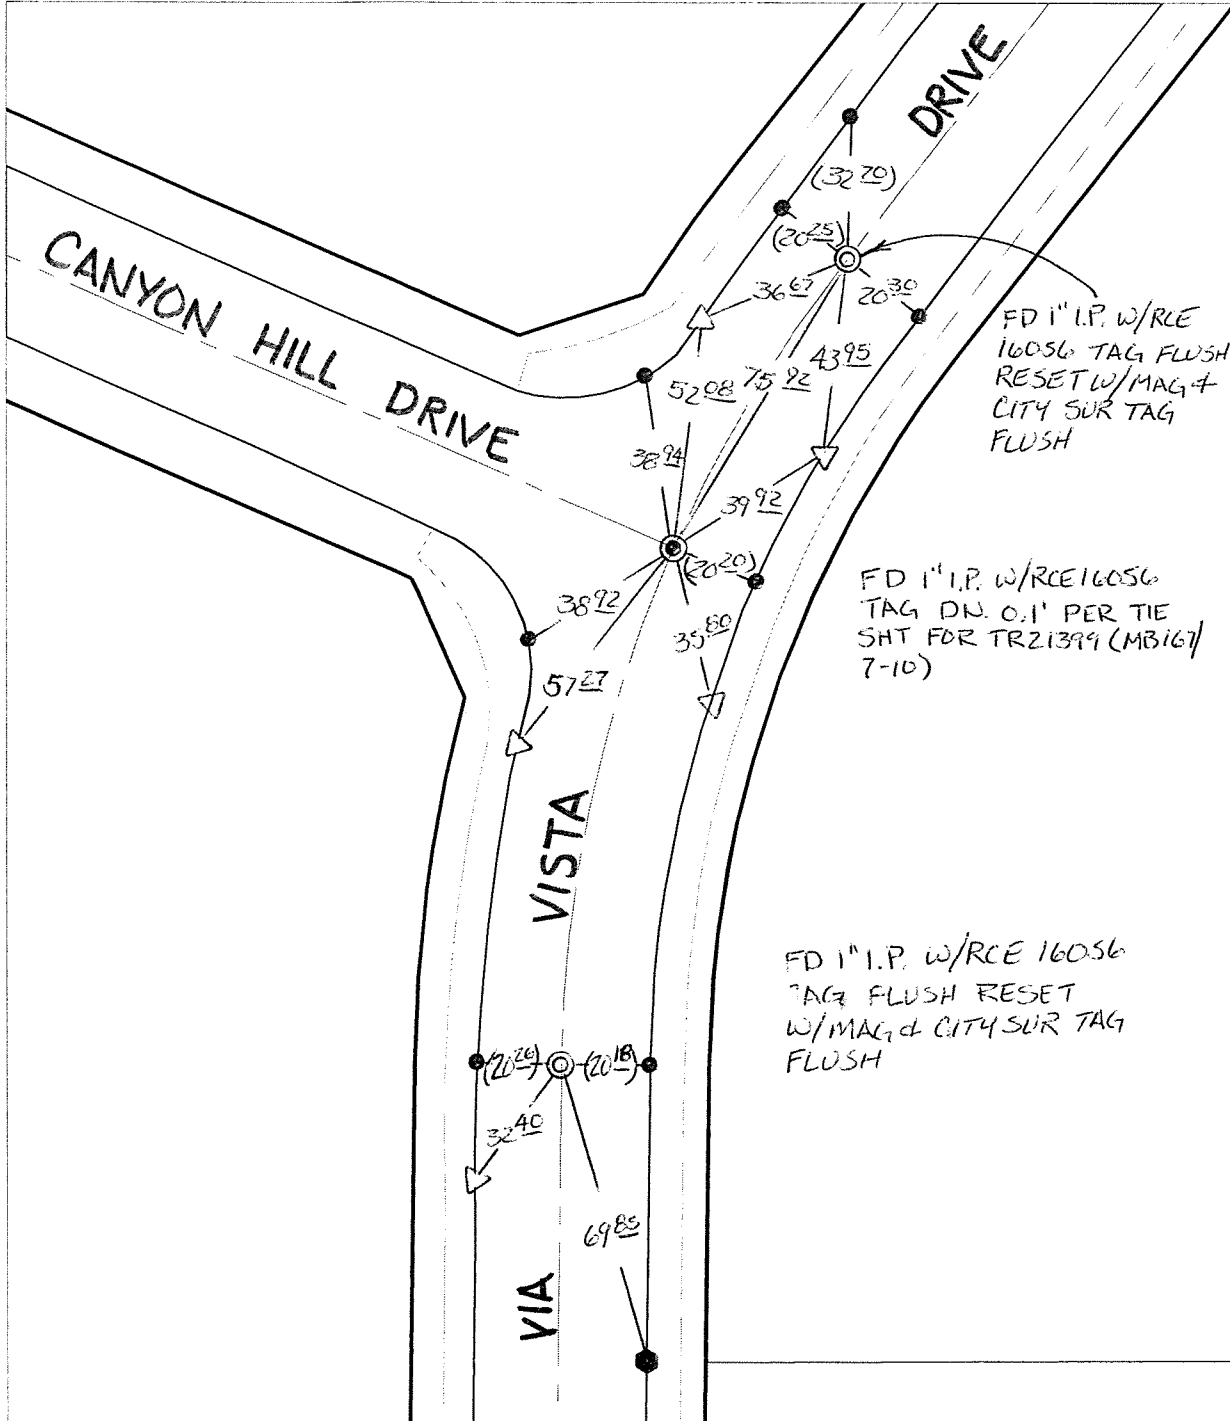 DRIVE
(32 70)
(20 25)
36 67
20 30
FD 1" I.P. W/RCE
16056 TAG FLUSH
RESET W/MAG &
CITY SUR TAG
FLUSH
CANYON HILL DRIVE
52 08
75 92
43 95
38 94
39 92
(20 20)
FD 1" I.P. W/RCE 16056
TAG DN. 0.1' PER TIE
SHT FOR TR21399 (MB167/
7-10)
38 92
35 80
57 27
VISTA
FD 1" I.P. W/RCE 16056
TAG FLUSH RESET
W/MAG & CITY SUR TAG
FLUSH
(20 26)
(20 18)
32 40
69 85
VIA